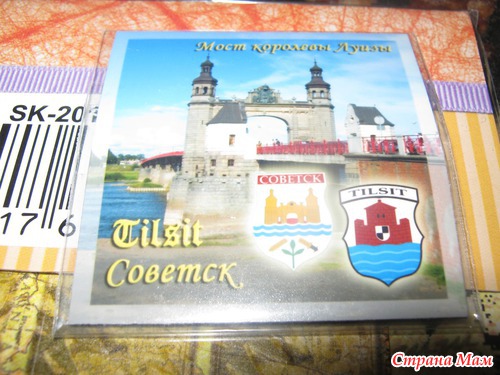 Мост королевы Луизы
SK-20
СОВЕТСК
TILSIT
Tilsit
Советск
17 6
Страна Мам